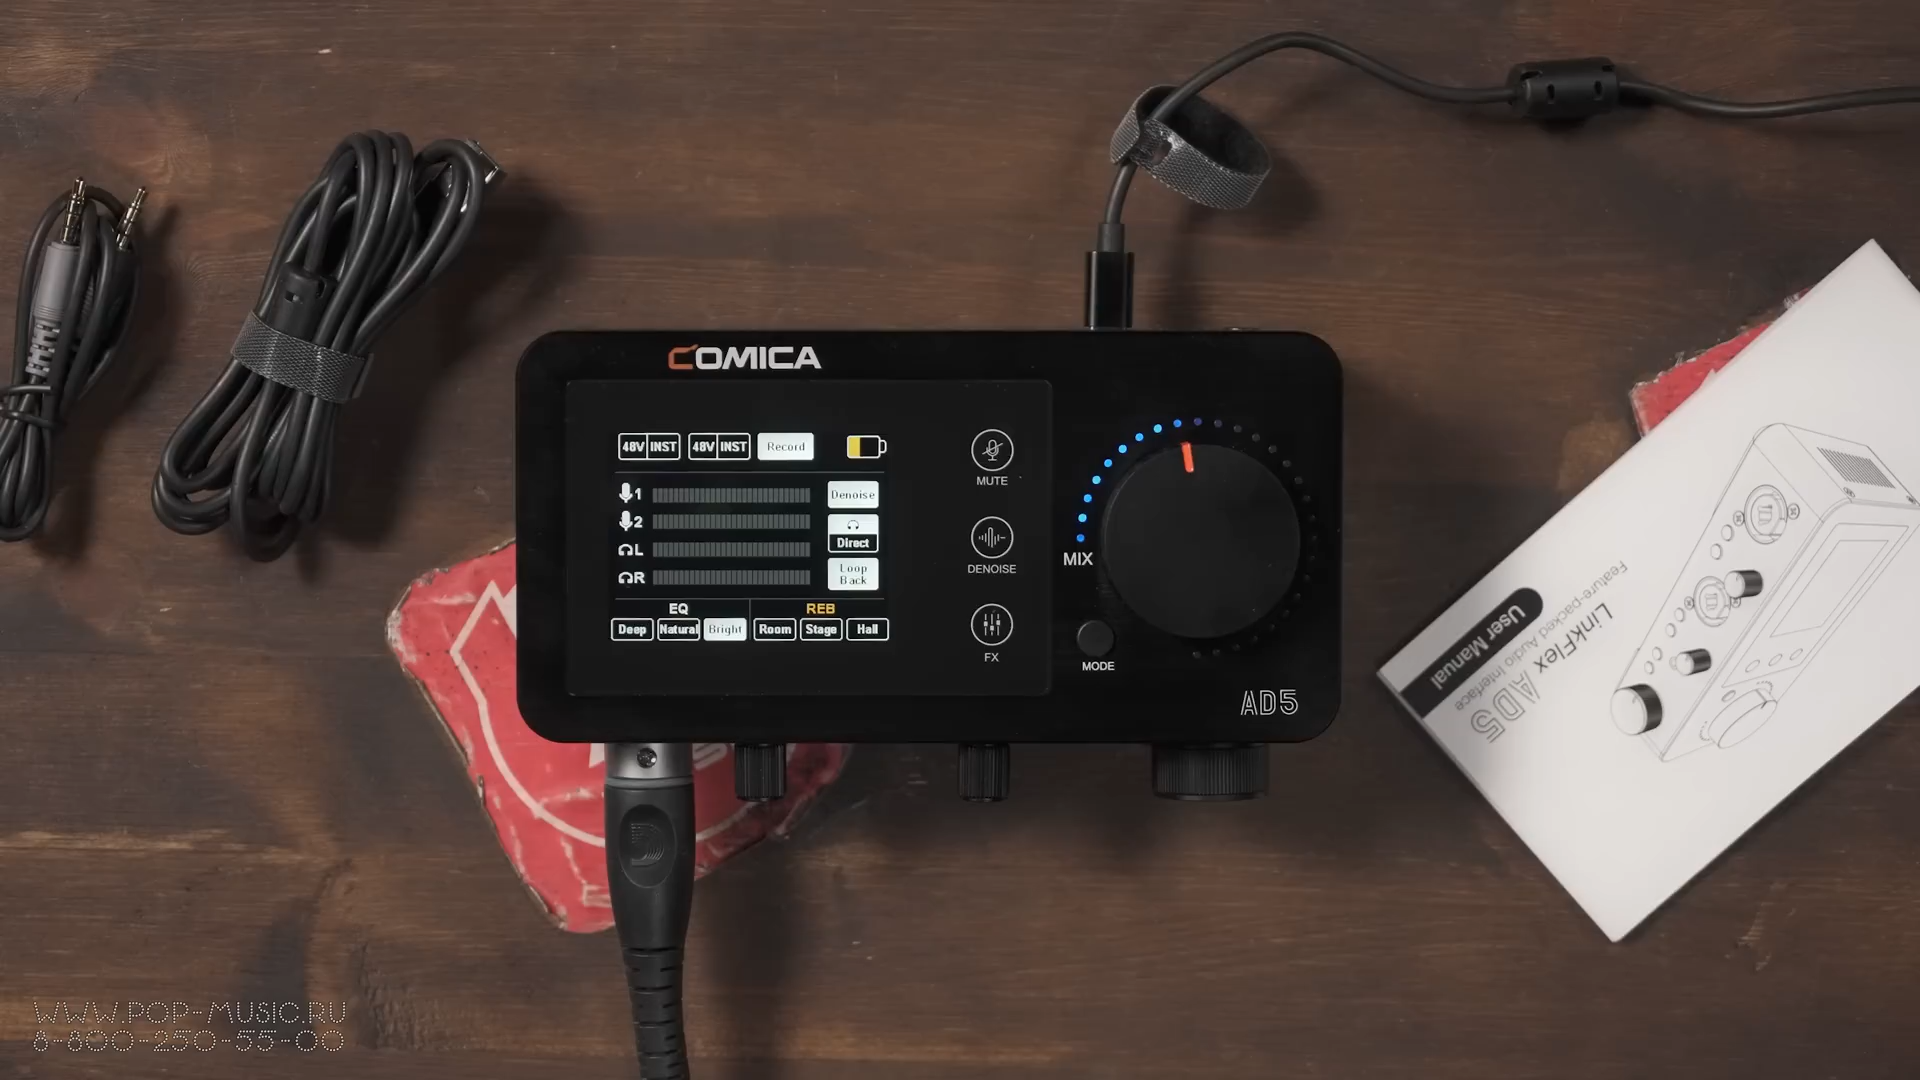 COMICA
48V INST 48V INST Record
1
Denoise
2
Direct
L
Loop
Back
R
EQ REB
Deep Natural Bright Room Stage Hall
MUTE
DENOISE
FX
MIX
MODE
AD5
User Manual
Feature-packed Audio Interface
LinkFlex AD5
WWW.POP-MUSIC.RU
8-800-250-55-00